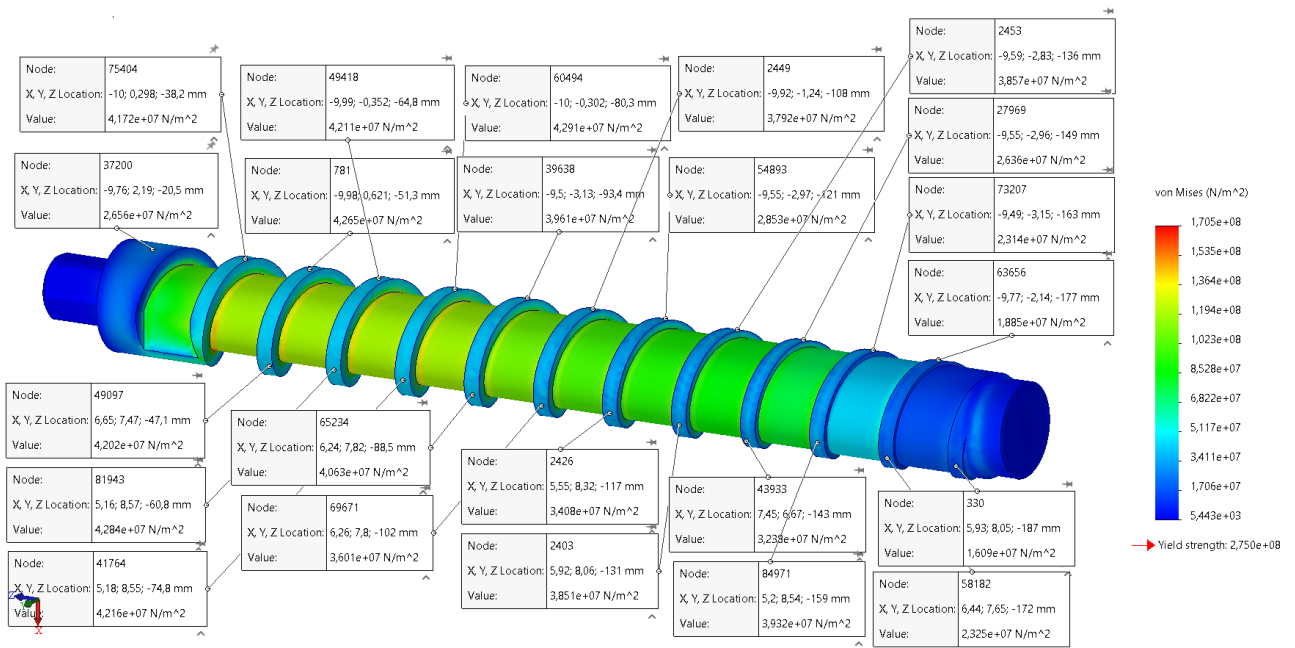 Node: 75404
X, Y, Z Location: -10; 0,298; -38,2 mm
Value: 4,172e+07 N/m^2
Node: 49418
X, Y, Z Location: -9,99; -0,352; -64,8 mm
Value: 4,211e+07 N/m^2
Node: 60494
X, Y, Z Location: -10; -0,302; -80,3 mm
Value: 4,291e+07 N/m^2
Node: 2449
X, Y, Z Location: -9,92; -1,24; -108 mm
Value: 3,792e+07 N/m^2
Node: 2453
X, Y, Z Location: -9,59; -2,83; -136 mm
Value: 3,857e+07 N/m^2
Node: 27969
X, Y, Z Location: -9,55; -2,96; -149 mm
Value: 2,636e+07 N/m^2
Node: 37200
X, Y, Z Location: -9,76; 2,19; -20,5 mm
Value: 2,656e+07 N/m^2
Node: 781
X, Y, Z Location: -9,98; 0,621; -51,3 mm
Value: 4,265e+07 N/m^2
Node: 39638
X, Y, Z Location: -9,5; -3,13; -93,4 mm
Value: 3,961e+07 N/m^2
Node: 54893
X, Y, Z Location: -9,55; -2,97; -121 mm
Value: 2,853e+07 N/m^2
Node: 73207
X, Y, Z Location: -9,49; -3,15; -163 mm
Value: 2,314e+07 N/m^2
Node: 63656
X, Y, Z Location: -9,77; -2,14; -177 mm
Value: 1,885e+07 N/m^2
von Mises (N/m^2)
1,705e+08
1,535e+08
1,364e+08
1,194e+08
1,023e+08
8,528e+07
6,822e+07
5,117e+07
3,411e+07
1,706e+07
5,443e+03
Yield strength: 2,750e+08
Node: 49097
X, Y, Z Location: 6,65; 7,47; -47,1 mm
Value: 4,202e+07 N/m^2
Node: 65234
X, Y, Z Location: 6,24; 7,82; -88,5 mm
Value: 4,063e+07 N/m^2
Node: 2426
X, Y, Z Location: 5,55; 8,32; -117 mm
Value: 3,408e+07 N/m^2
Node: 43933
X, Y, Z Location: 7,45; 6,67; -143 mm
Value: 3,238e+07 N/m^2
Node: 330
X, Y, Z Location: 5,93; 8,05; -187 mm
Value: 1,609e+07 N/m^2
Node: 81943
X, Y, Z Location: 5,16; 8,57; -60,8 mm
Value: 4,284e+07 N/m^2
Node: 69671
X, Y, Z Location: 6,26; 7,8; -102 mm
Value: 3,601e+07 N/m^2
Node: 2403
X, Y, Z Location: 5,92; 8,06; -131 mm
Value: 3,851e+07 N/m^2
Node: 84971
X, Y, Z Location: 5,2; 8,54; -159 mm
Value: 3,932e+07 N/m^2
Node: 58182
X, Y, Z Location: 6,44; 7,65; -172 mm
Value: 2,325e+07 N/m^2
Node: 41764
X, Y, Z Location: 5,18; 8,55; -74,8 mm
Value: 4,216e+07 N/m^2
Z
Y
X